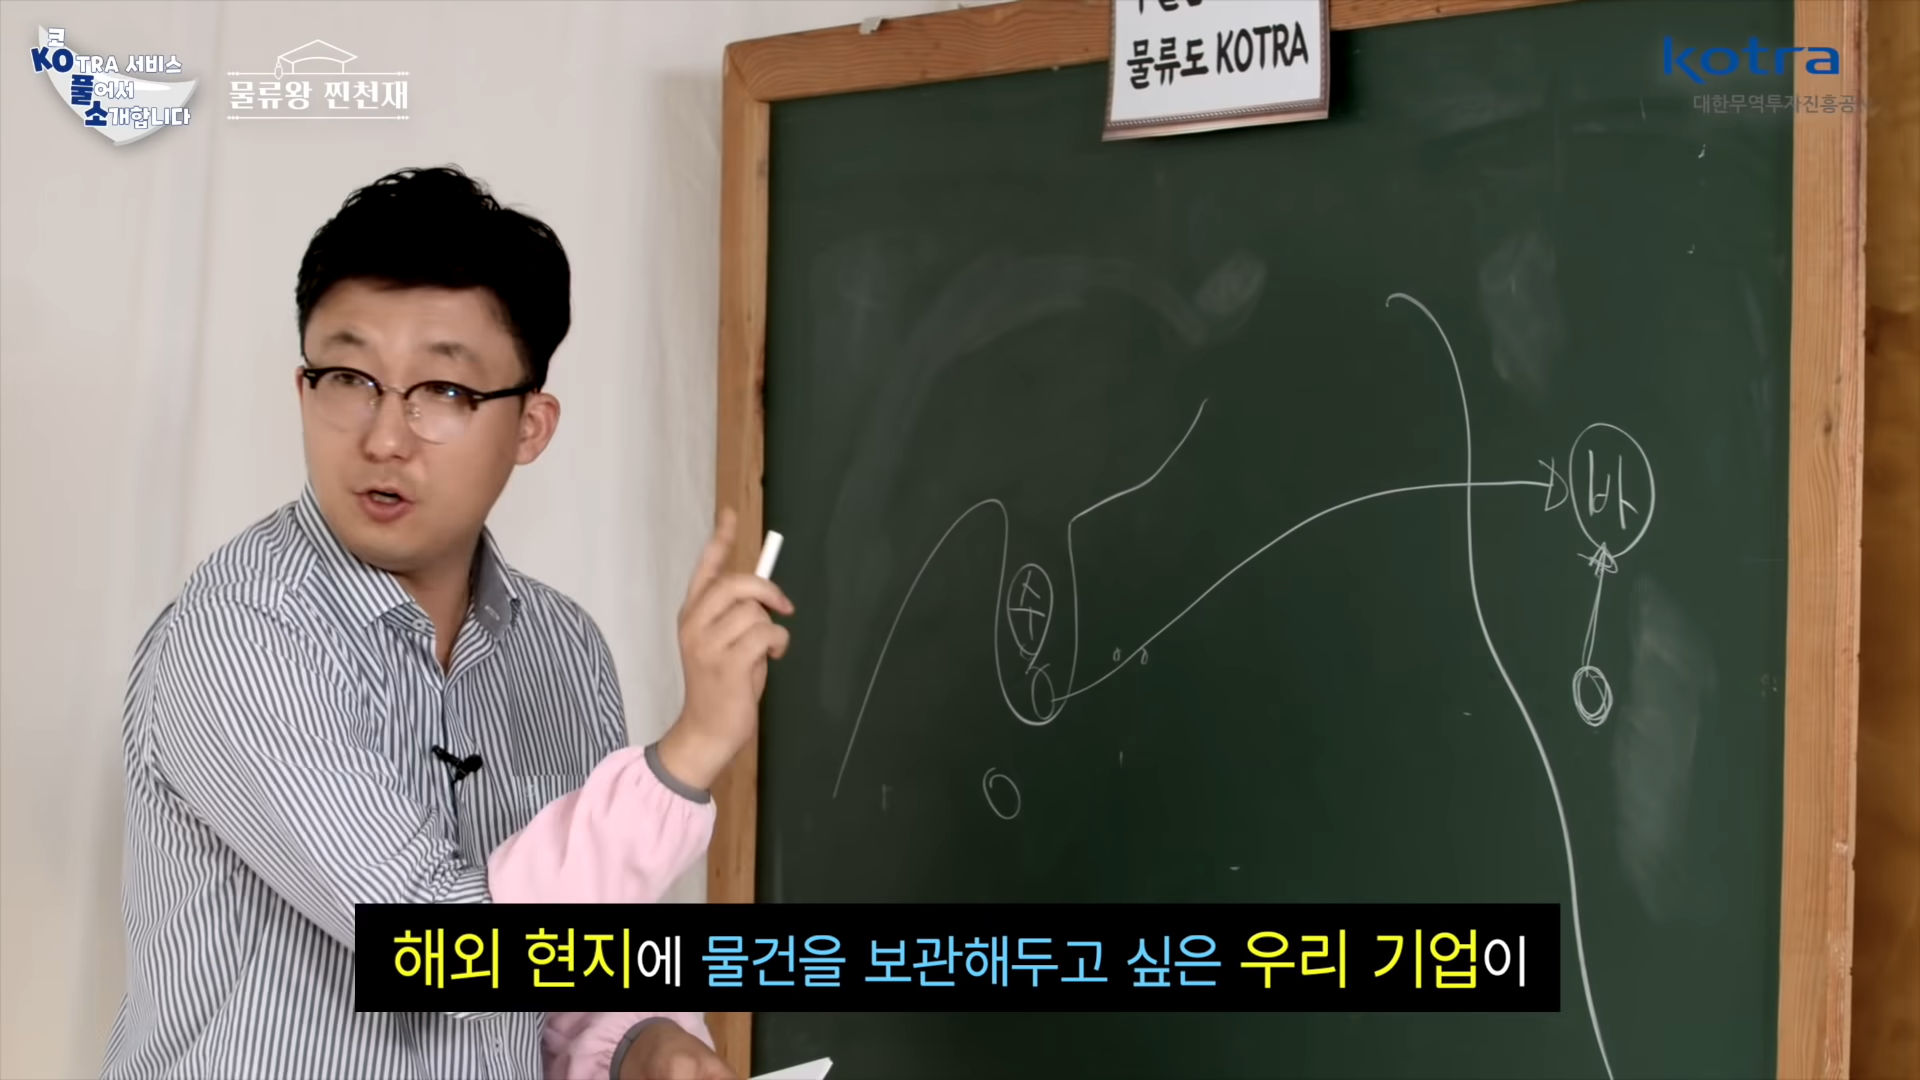 코
KOTRA 서비스
풀어서
소개합니다
물류왕 찐천재
물류도 KOTRA
kotra
대한무역투자진흥공
수
바
해외 현지에 물건을 보관해두고 싶은 우리 기업이